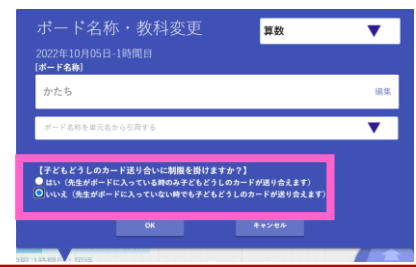 ボード名称・教科変更
算数
2022年10月05日-1時間目
[ボード名称]
かたち
編集
ボード名称を単元名から引用する
【子どもどうしのカード送り合いに制限を掛けますか？】
はい（先生がボードに入っている時のみ子どもどうしのカードが送り合えます）
いいえ（先生がボードに入っていない時でも子どもどうしのカードが送り合えます）
OK
キャンセル